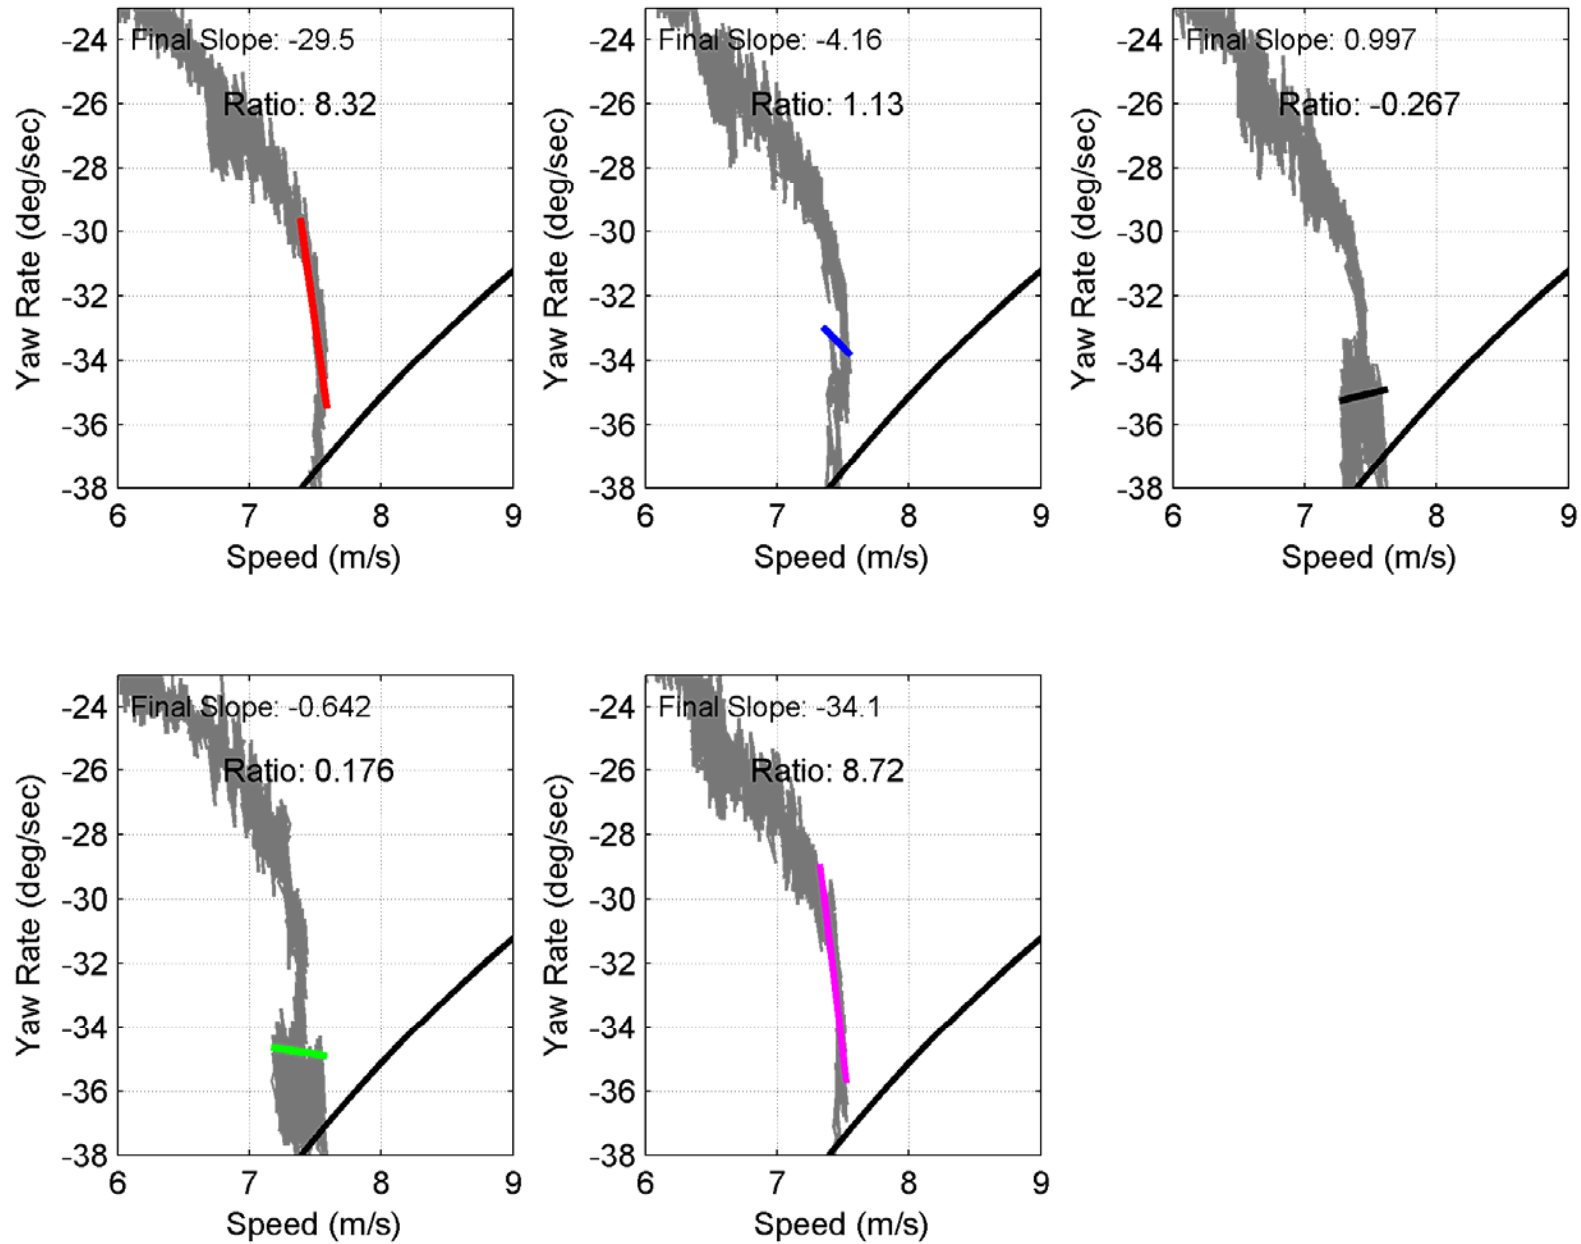 Final Slope: -29.5
Ratio: 8.32
-24
-26
-28
-30
-32
-34
-36
-38
Yaw Rate (deg/sec)
6 7 8 9
Speed (m/s)
Final Slope: -4.16
Ratio: 1.13
-24
-26
-28
-30
-32
-34
-36
-38
Yaw Rate (deg/sec)
6 7 8 9
Speed (m/s)
Final Slope: 0.997
Ratio: -0.267
-24
-26
-28
-30
-32
-34
-36
-38
Yaw Rate (deg/sec)
6 7 8 9
Speed (m/s)
Final Slope: -0.642
Ratio: 0.176
-24
-26
-28
-30
-32
-34
-36
-38
Yaw Rate (deg/sec)
6 7 8 9
Speed (m/s)
Final Slope: -34.1
Ratio: 8.72
-24
-26
-28
-30
-32
-34
-36
-38
Yaw Rate (deg/sec)
6 7 8 9
Speed (m/s)